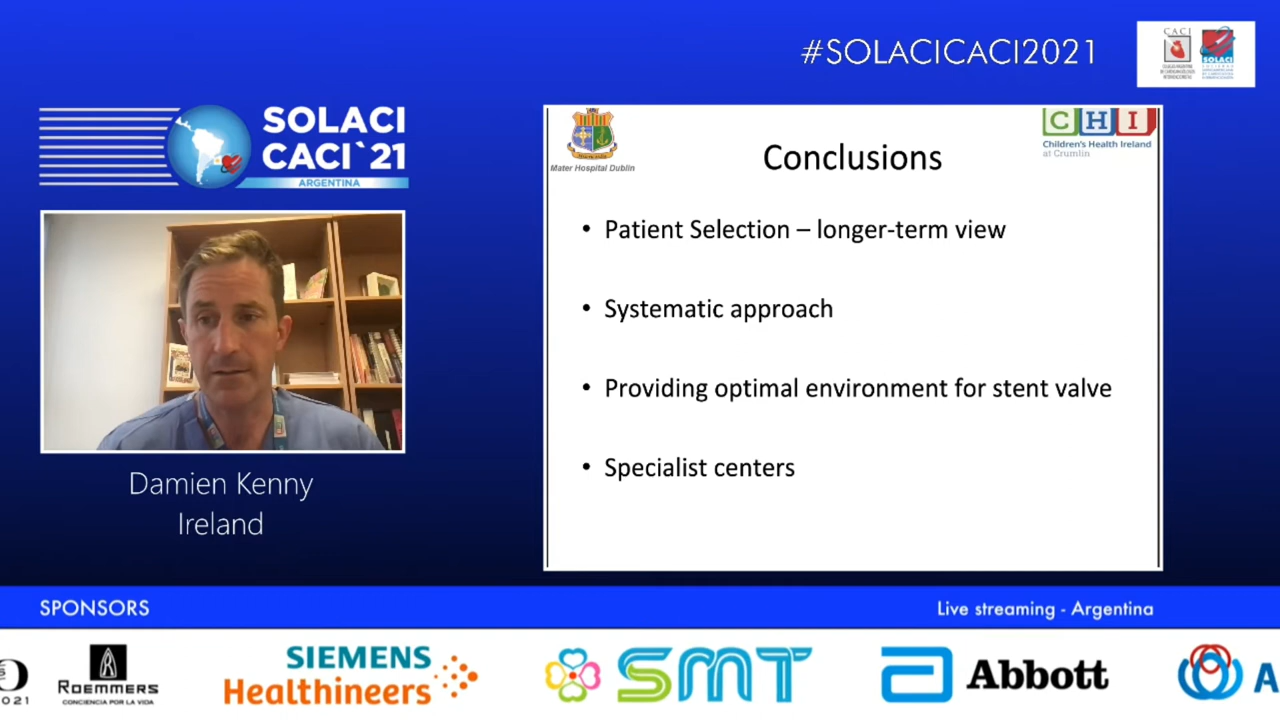 #SOLACICACI2021
CACI
SOLACI
SOLACI
CACI`21
ARGENTINA
Mater Hospital Dublin
CHI
Children's Health Ireland
at Crumlin
Conclusions
• Patient Selection – longer-term view
• Systematic approach
• Providing optimal environment for stent valve
• Specialist centers
Damien Kenny
Ireland
SPONSORS
Live streaming - Argentina
ROEMMERS
CONCIENCIA POR LA VIDA
SIEMENS
Healthineers
SMT
Abbott